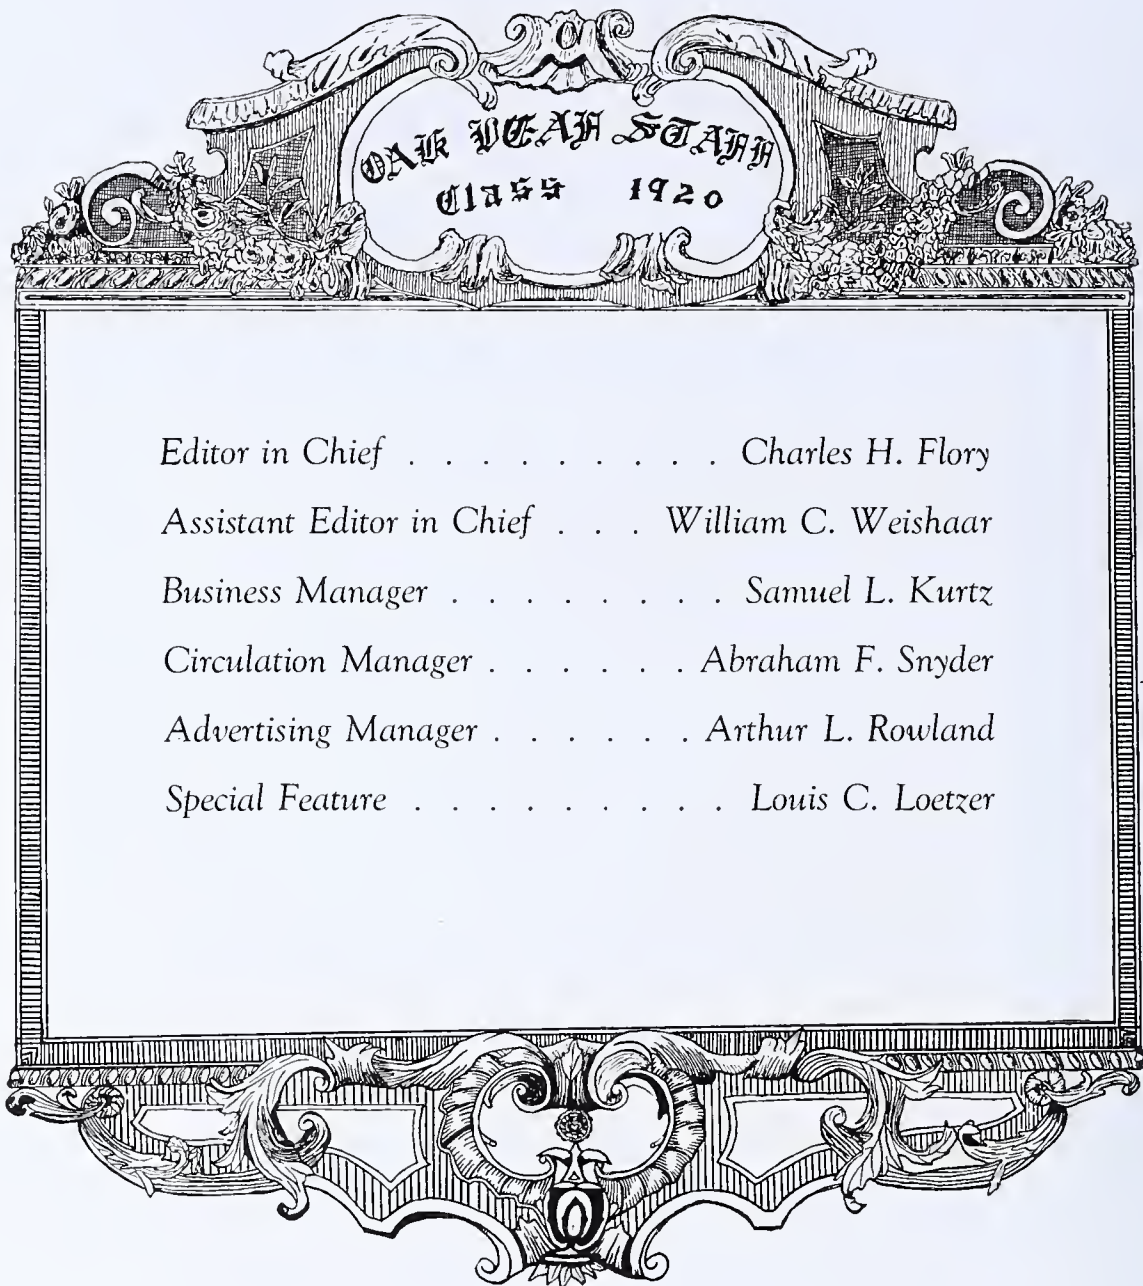 OAK LEAF STAFF
Class 1920
Editor in Chief . . . . . . . . . Charles H. Flory
Assistant Editor in Chief . . . William C. Weishaar
Business Manager . . . . . . . . Samuel L. Kurtz
Circulation Manager . . . . . . Abraham F. Snyder
Advertising Manager . . . . . . Arthur L. Rowland
Special Feature . . . . . . . . . Louis C. Loetzer